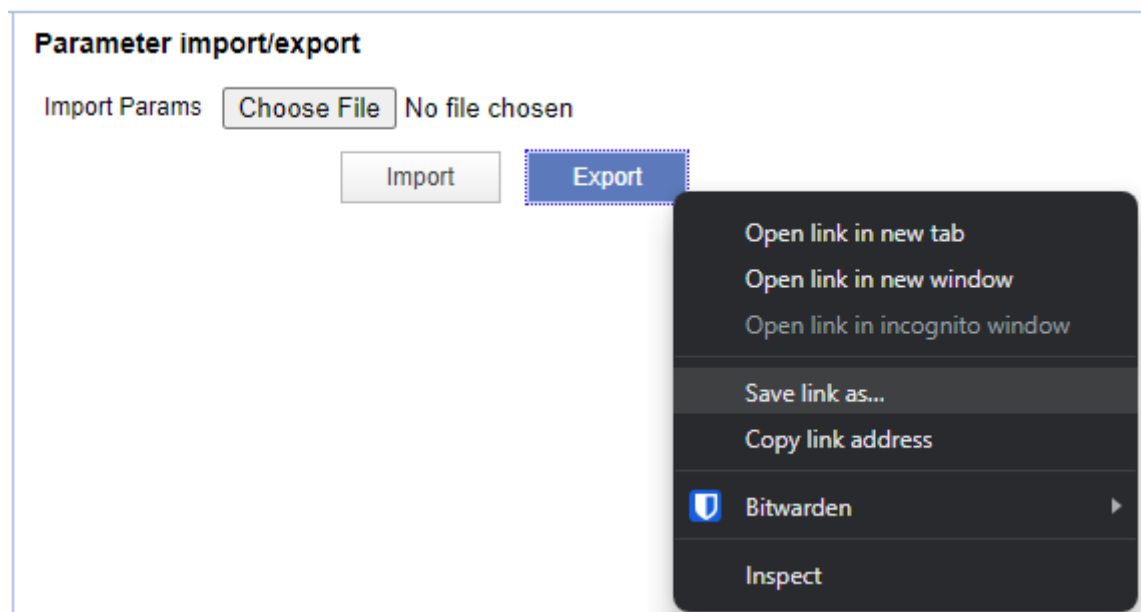 Parameter import/export
Import Params Choose File No file chosen
Import Export
Open link in new tab
Open link in new window
Open link in incognito window
Save link as...
Copy link address
Bitwarden
Inspect